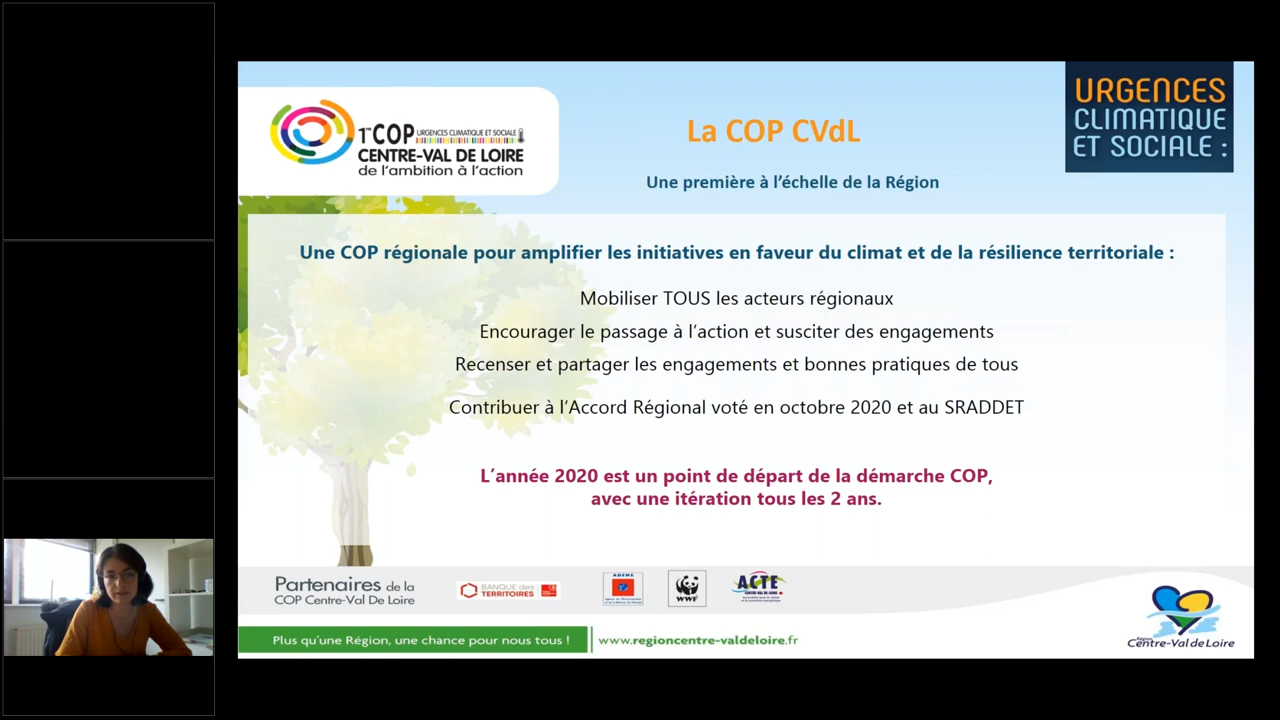 1re COP URGENCES CLIMATIQUE ET SOCIALE
CENTRE-VAL DE LOIRE
de l'ambition à l'action
La COP CVdL
Une première à l'échelle de la Région
URGENCES
CLIMATIQUE
ET SOCIALE :
Une COP régionale pour amplifier les initiatives en faveur du climat et de la résilience territoriale :
Mobiliser TOUS les acteurs régionaux
Encourager le passage à l'action et susciter des engagements
Recenser et partager les engagements et bonnes pratiques de tous
Contribuer à l'Accord Régional voté en octobre 2020 et au SRADDET
L'année 2020 est un point de départ de la démarche COP,
avec une itération tous les 2 ans.
Partenaires de la
COP Centre-Val De Loire
BANQUE des
TERRITOIRES
ADEME
WWF
ACTE
CENTRE-VAL DE LOIRE
Plus qu'une Région, une chance pour nous tous !
www.regioncentre-valdeloire.fr
Centre-Val de Loire